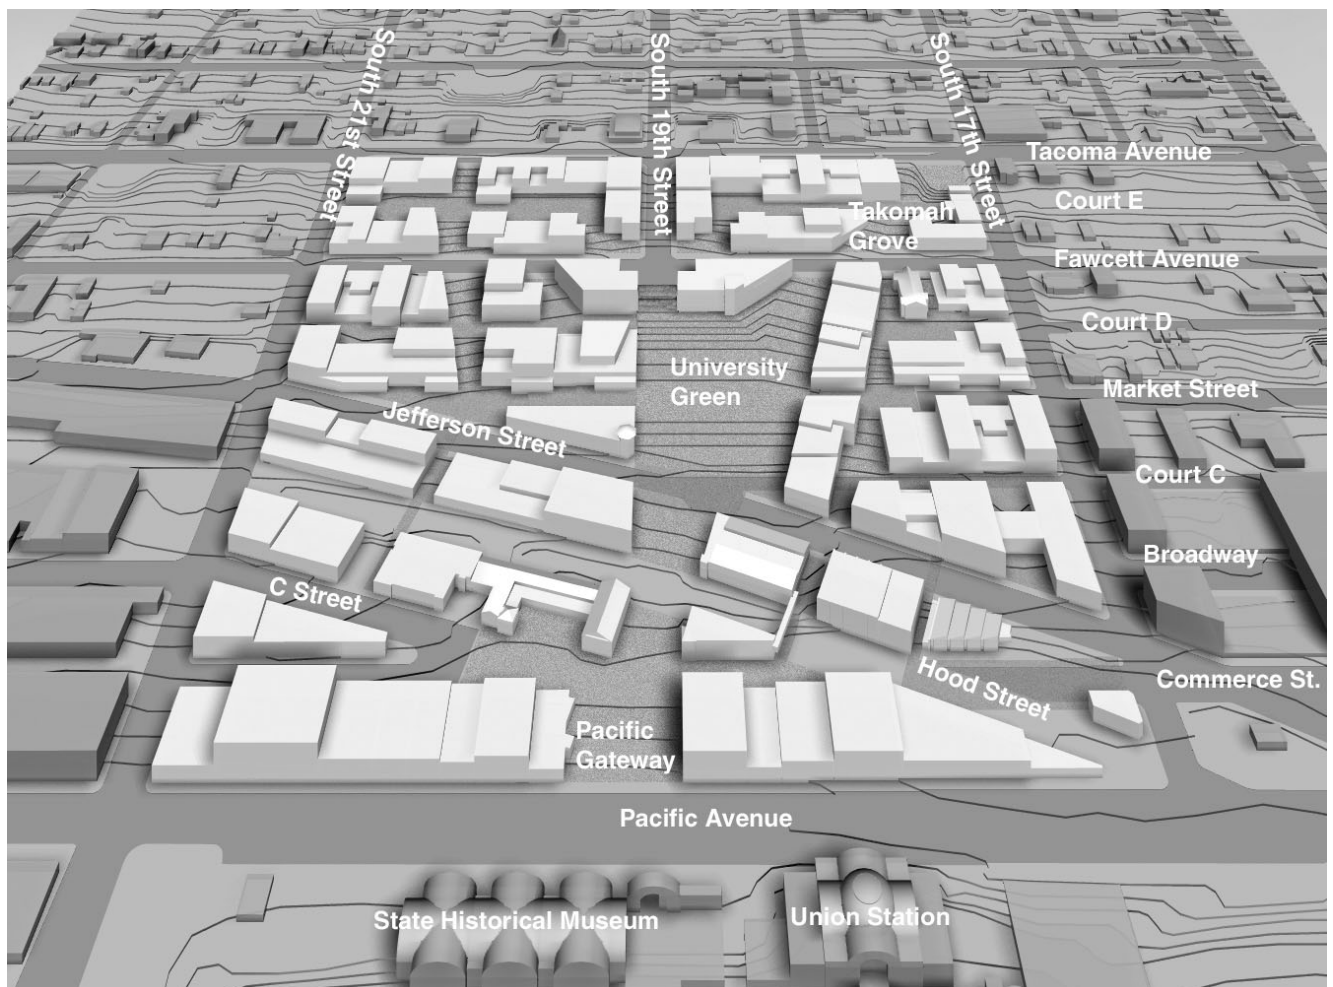 South 21st Street
South 19th Street
South 17th Street
Tacoma Avenue
Court E
Takomah
Grove
Fawcett Avenue
Court D
University
Green
Market Street
Jefferson Street
Court C
Broadway
C Street
Hood Street
Commerce St.
Pacific
Gateway
Pacific Avenue
State Historical Museum
Union Station